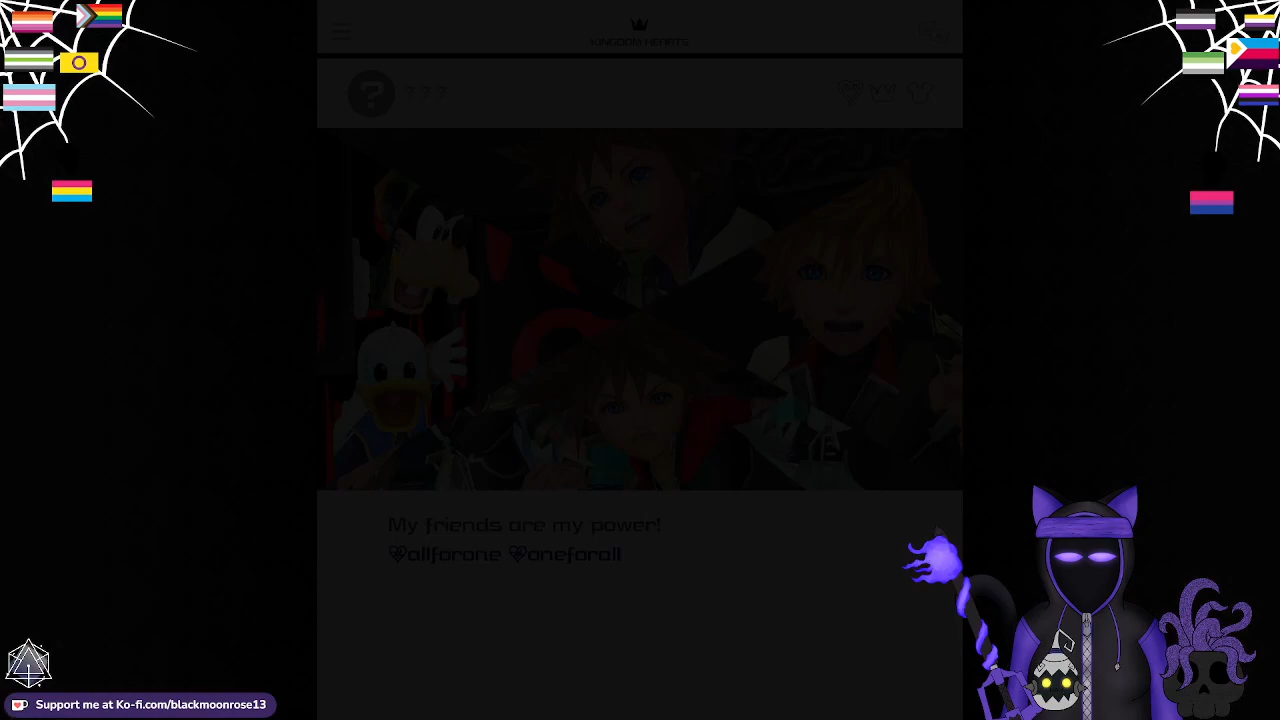 KINGDOM HEARTS
? ? ? ?
My friends are my power!
allforone oneforall
Support me at Ko-fi.com/blackmoonrose13